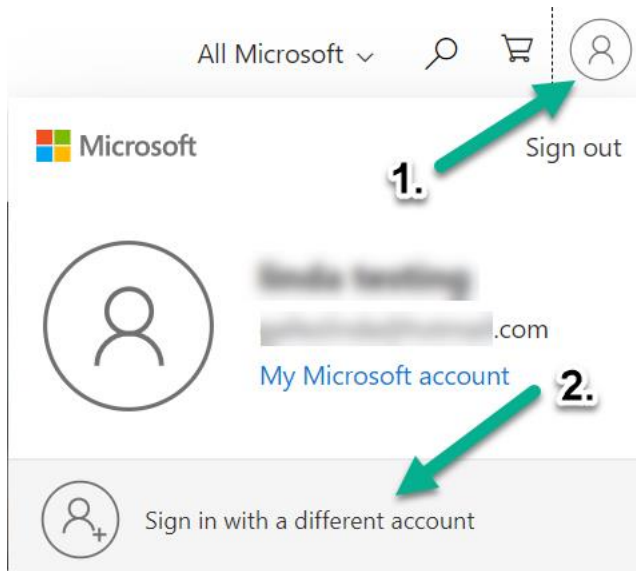 All Microsoft
Microsoft
Sign out
1.
.com
My Microsoft account
2.
Sign in with a different account